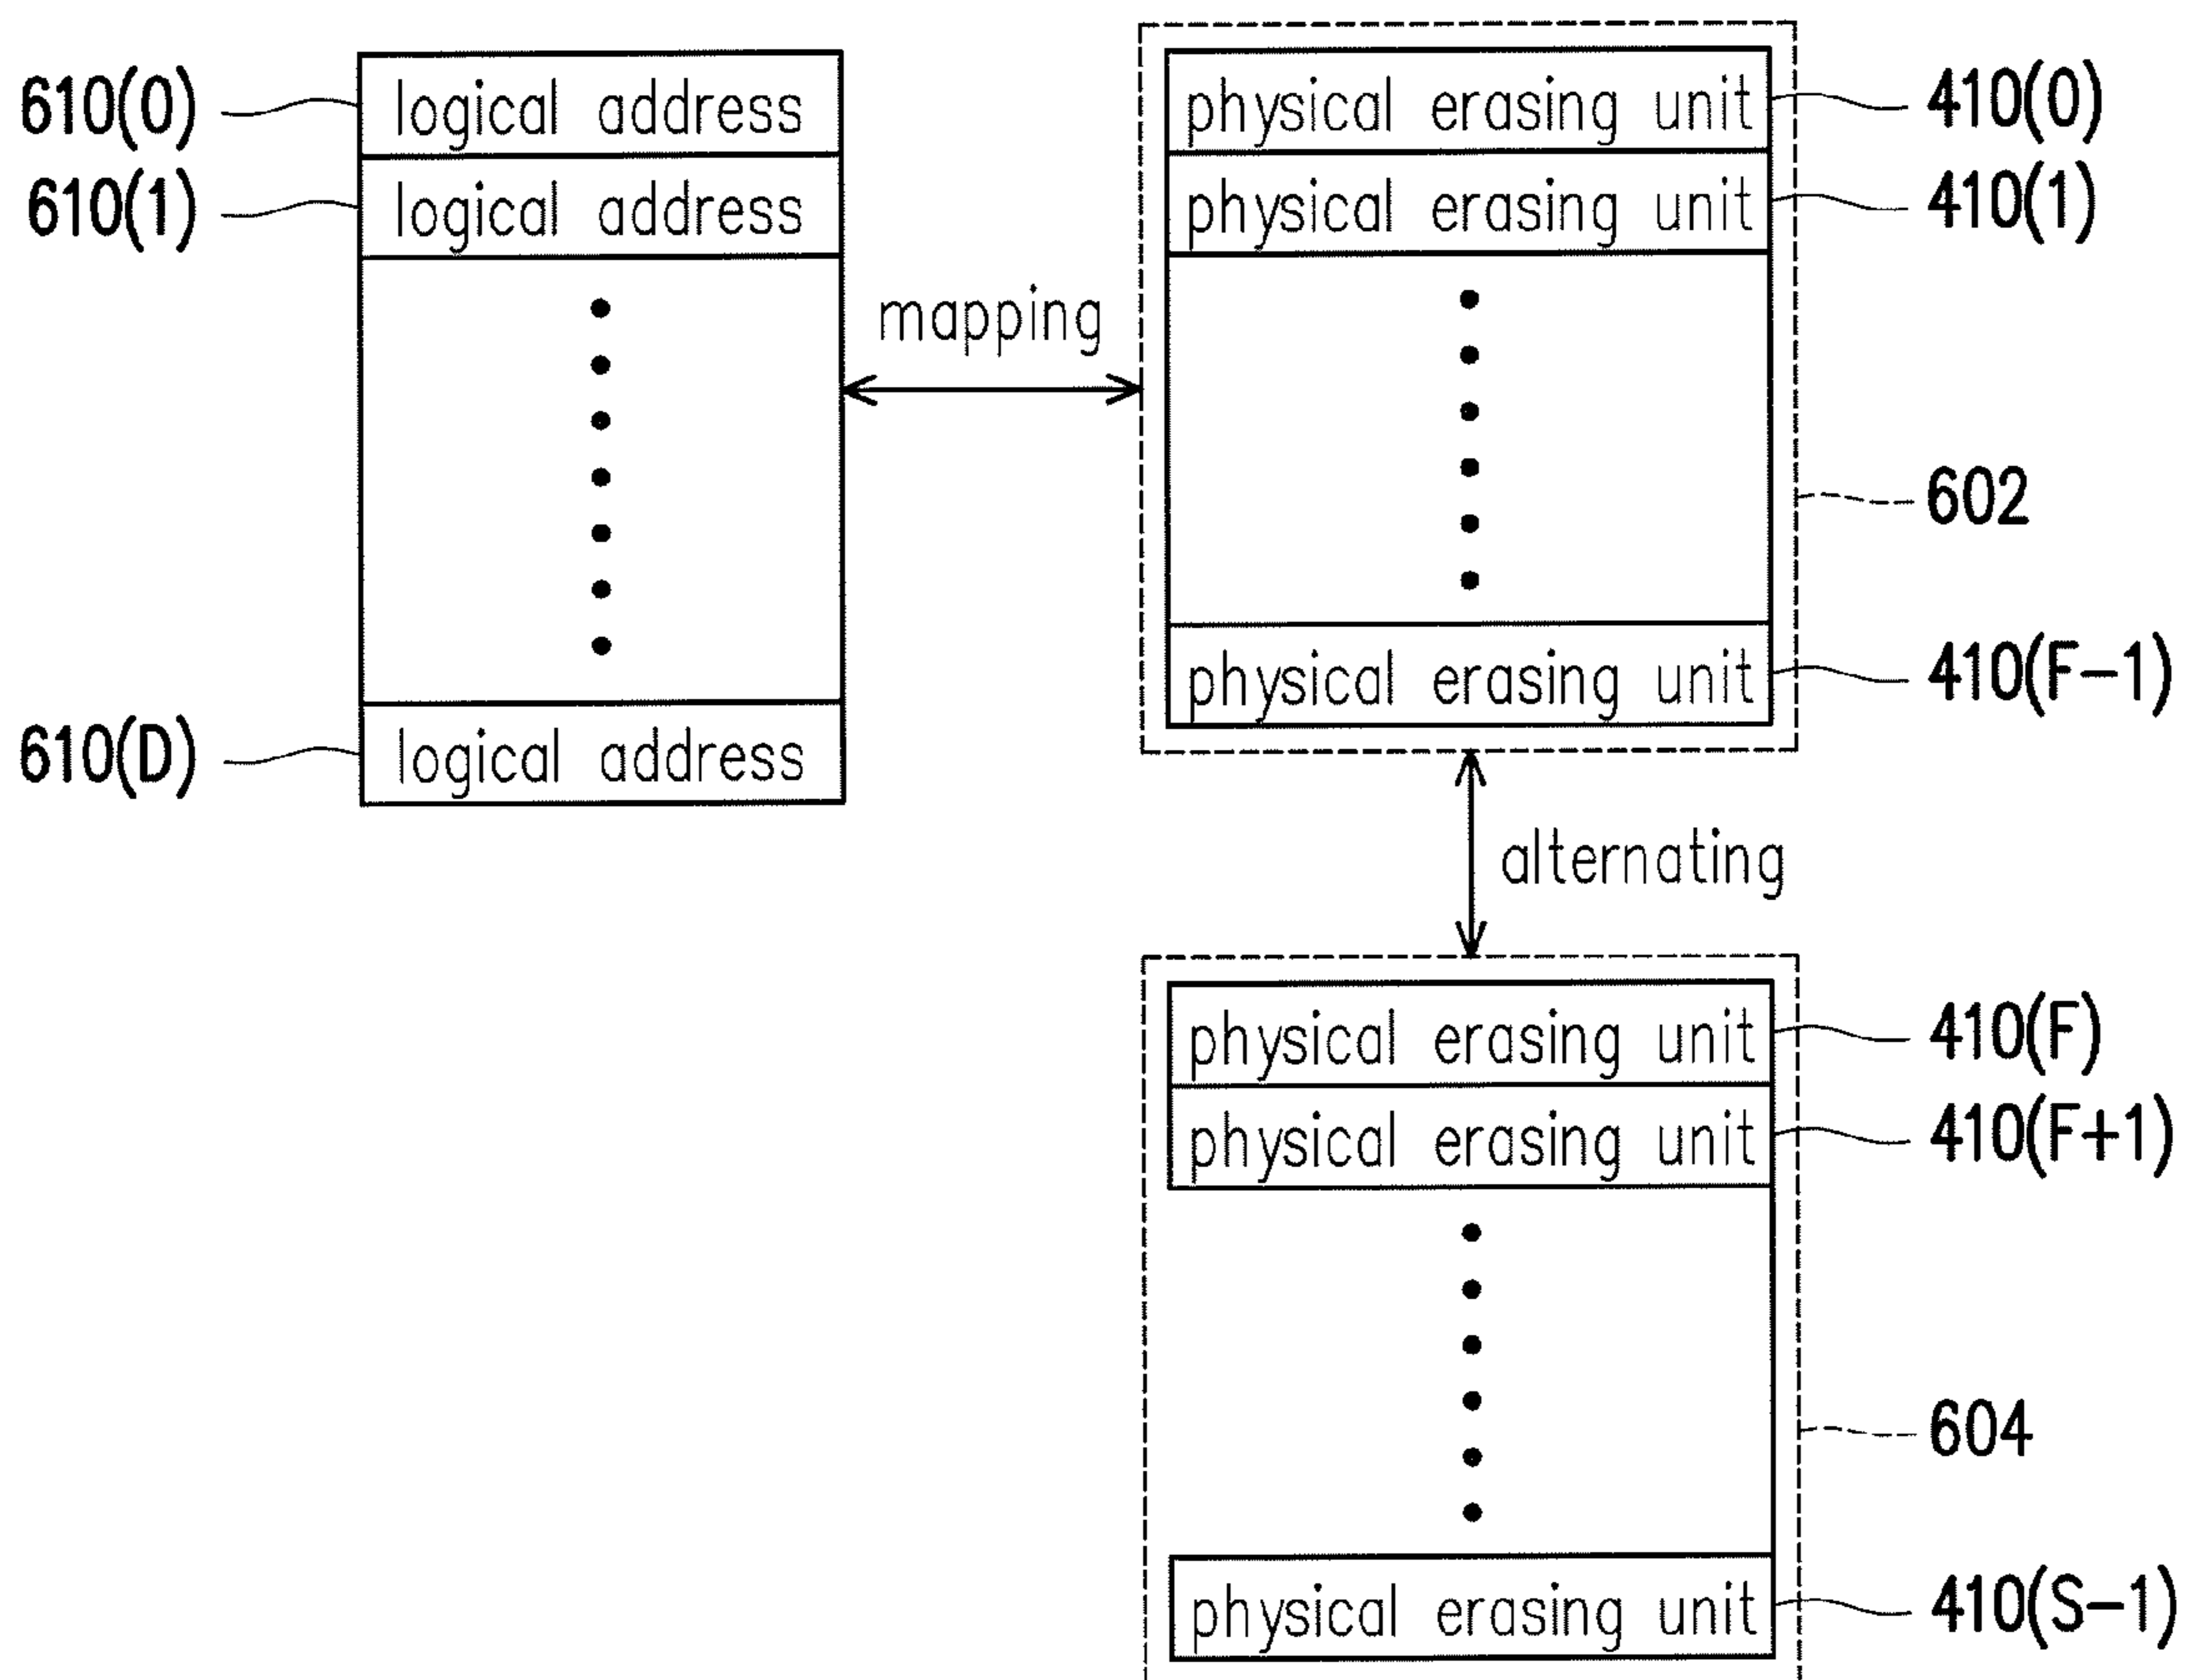 610(0) logical address
610(1) logical address
610(D) logical address
mapping
physical erasing unit 410(0)
physical erasing unit 410(1)
602
physical erasing unit 410(F-1)
alternating
physical erasing unit 410(F)
physical erasing unit 410(F+1)
604
physical erasing unit 410(S-1)